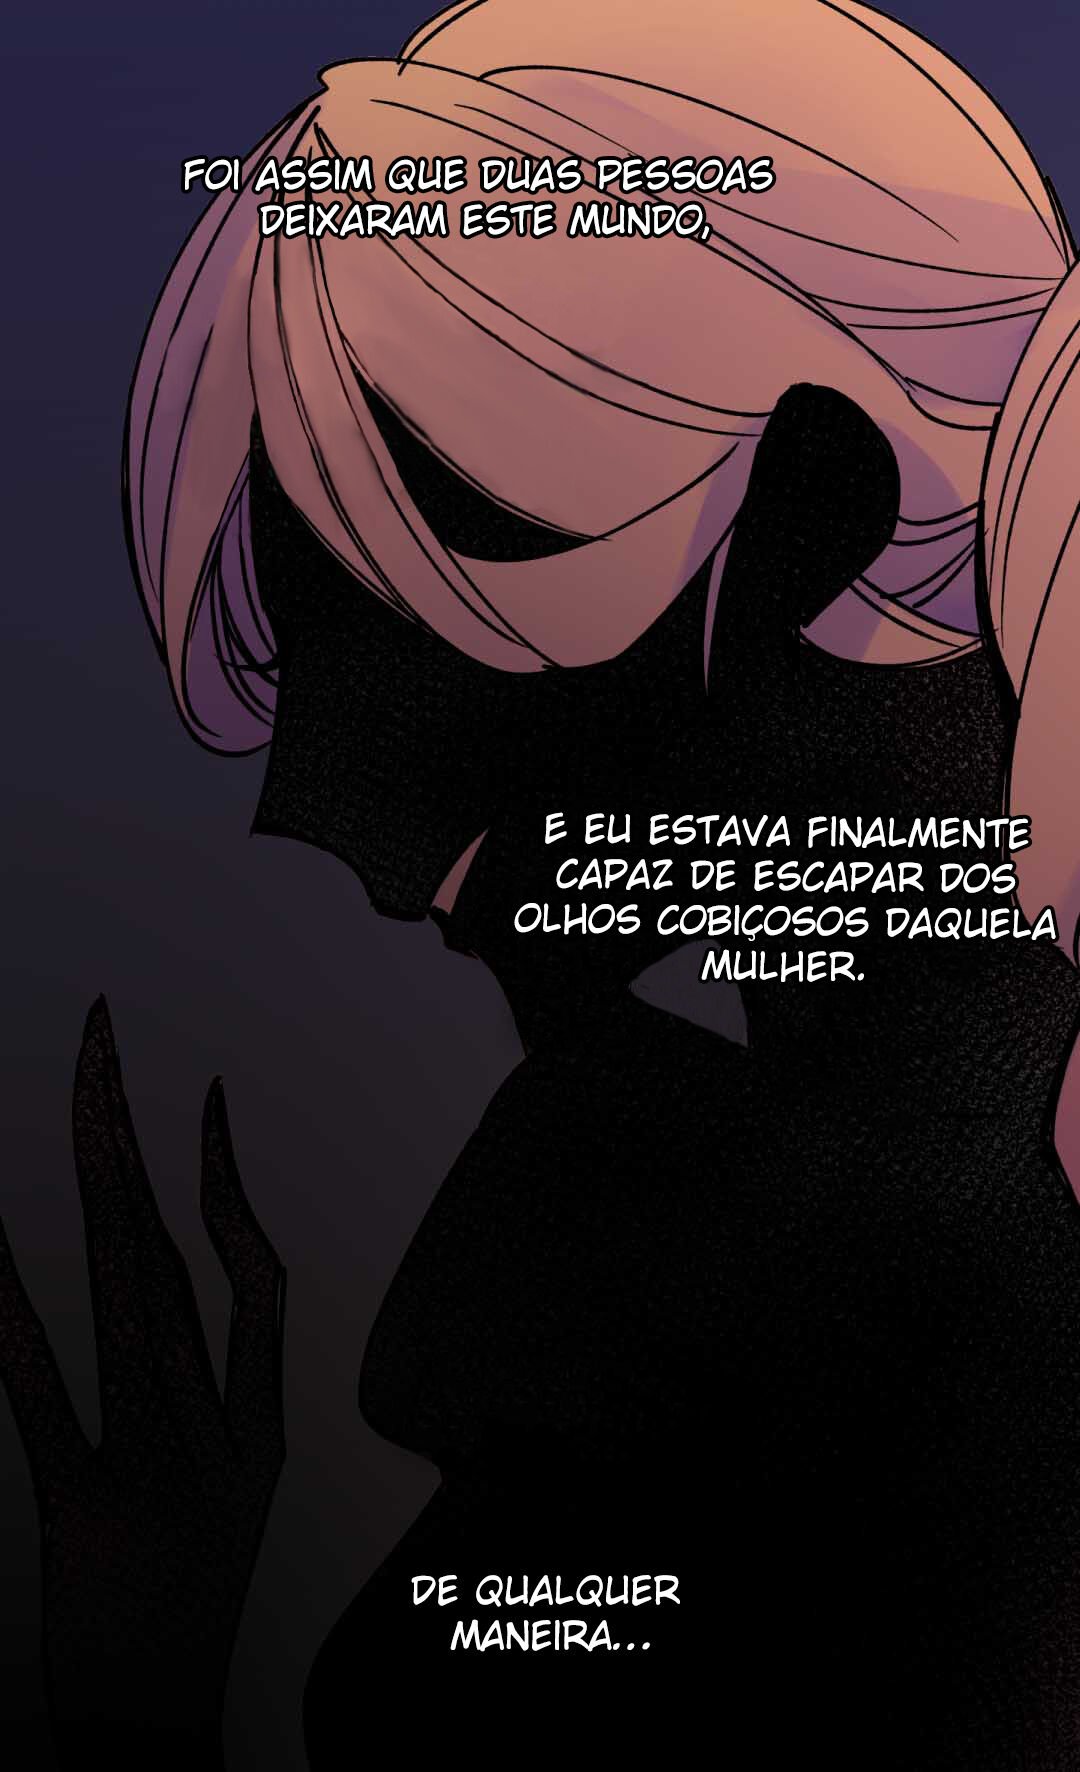 FOI ASSIM QUE DUAS PESSOAS
DEIXARAM ESTE MUNDO,
E EU ESTAVA FINALMENTE
CAPAZ DE ESCAPAR DOS
OLHOS COBIÇOSOS DAQUELA
MULHER.
DE QUALQUER
MANEIRA...